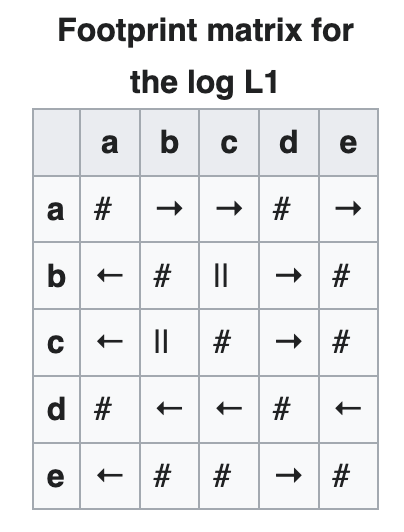 Footprint matrix for
the log L1
a b c d e
a # → → # →
b ← # || → #
c ← || # → #
d # ← ← # ←
e ← # # → #